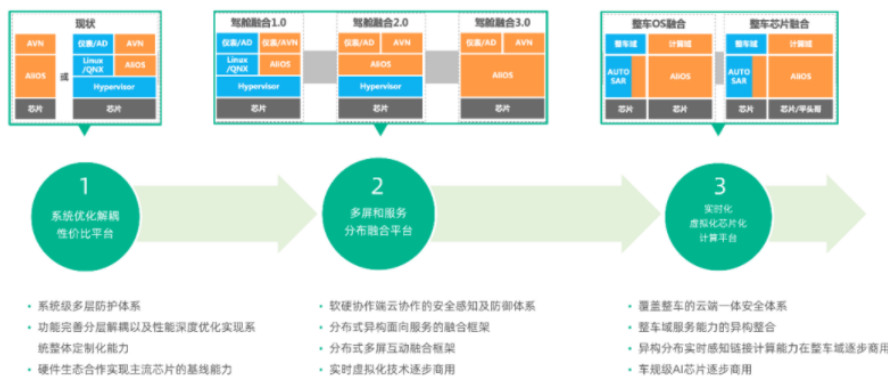 现状
AVN
AliOS
芯片
或
仪表/AD
AVN
Linux
/QNX
AliOS
Hypervisor
芯片
驾舱融合1.0
仪表/AD
仪表/AVN
Linux
/QNX
AliOS
Hypervisor
芯片
驾舱融合2.0
仪表/AD
AVN
AliOS
Hypervisor
芯片
驾舱融合3.0
仪表/AD
AVN
AliOS
芯片
整车OS融合
整车域
计算域
AUTO
SAR
AliOS
芯片
芯片
整车芯片融合
整车域
计算域
AUTO
SAR
AliOS
芯片
芯片/平头哥
1
系统优化解耦
性价比平台
2
多屏和服务
分布融合平台
3
实时化
虚拟化芯片化
计算平台
• 系统级多层防护体系
• 功能完善分层解耦以及性能深度优化实现系
统整体定制化能力
• 硬件生态合作实现主流芯片的基线能力
• 软硬协作端云协作的安全感知及防御体系
• 分布式异构面向服务的融合框架
• 分布式多屏互动融合框架
• 实时虚拟化技术逐步商用
• 覆盖整车的云端一体安全体系
• 整车域服务能力的异构整合
• 异构分布实时感知链接计算能力在整车域逐步商用
• 车规级AI芯片逐步商用